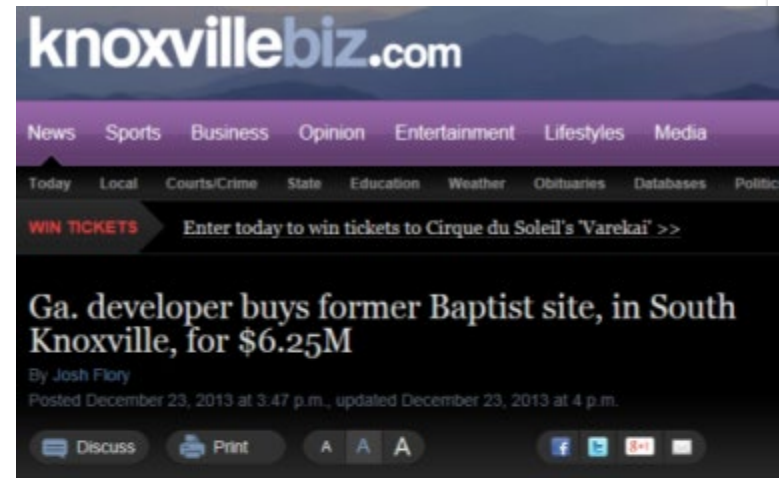 knoxvillebiz.com
News Sports Business Opinion Entertainment Lifestyles Media
Today Local Courts/Crime State Education Weather Obituaries Databases Politic
WIN TICKETS Enter today to win tickets to Cirque du Soleil's 'Varekai' >>
Ga. developer buys former Baptist site, in South
Knoxville, for $6.25M
By Josh Flory
Posted December 23, 2013 at 3:47 p.m., updated December 23, 2013 at 4 p.m.
Discuss Print A A A f t g+1